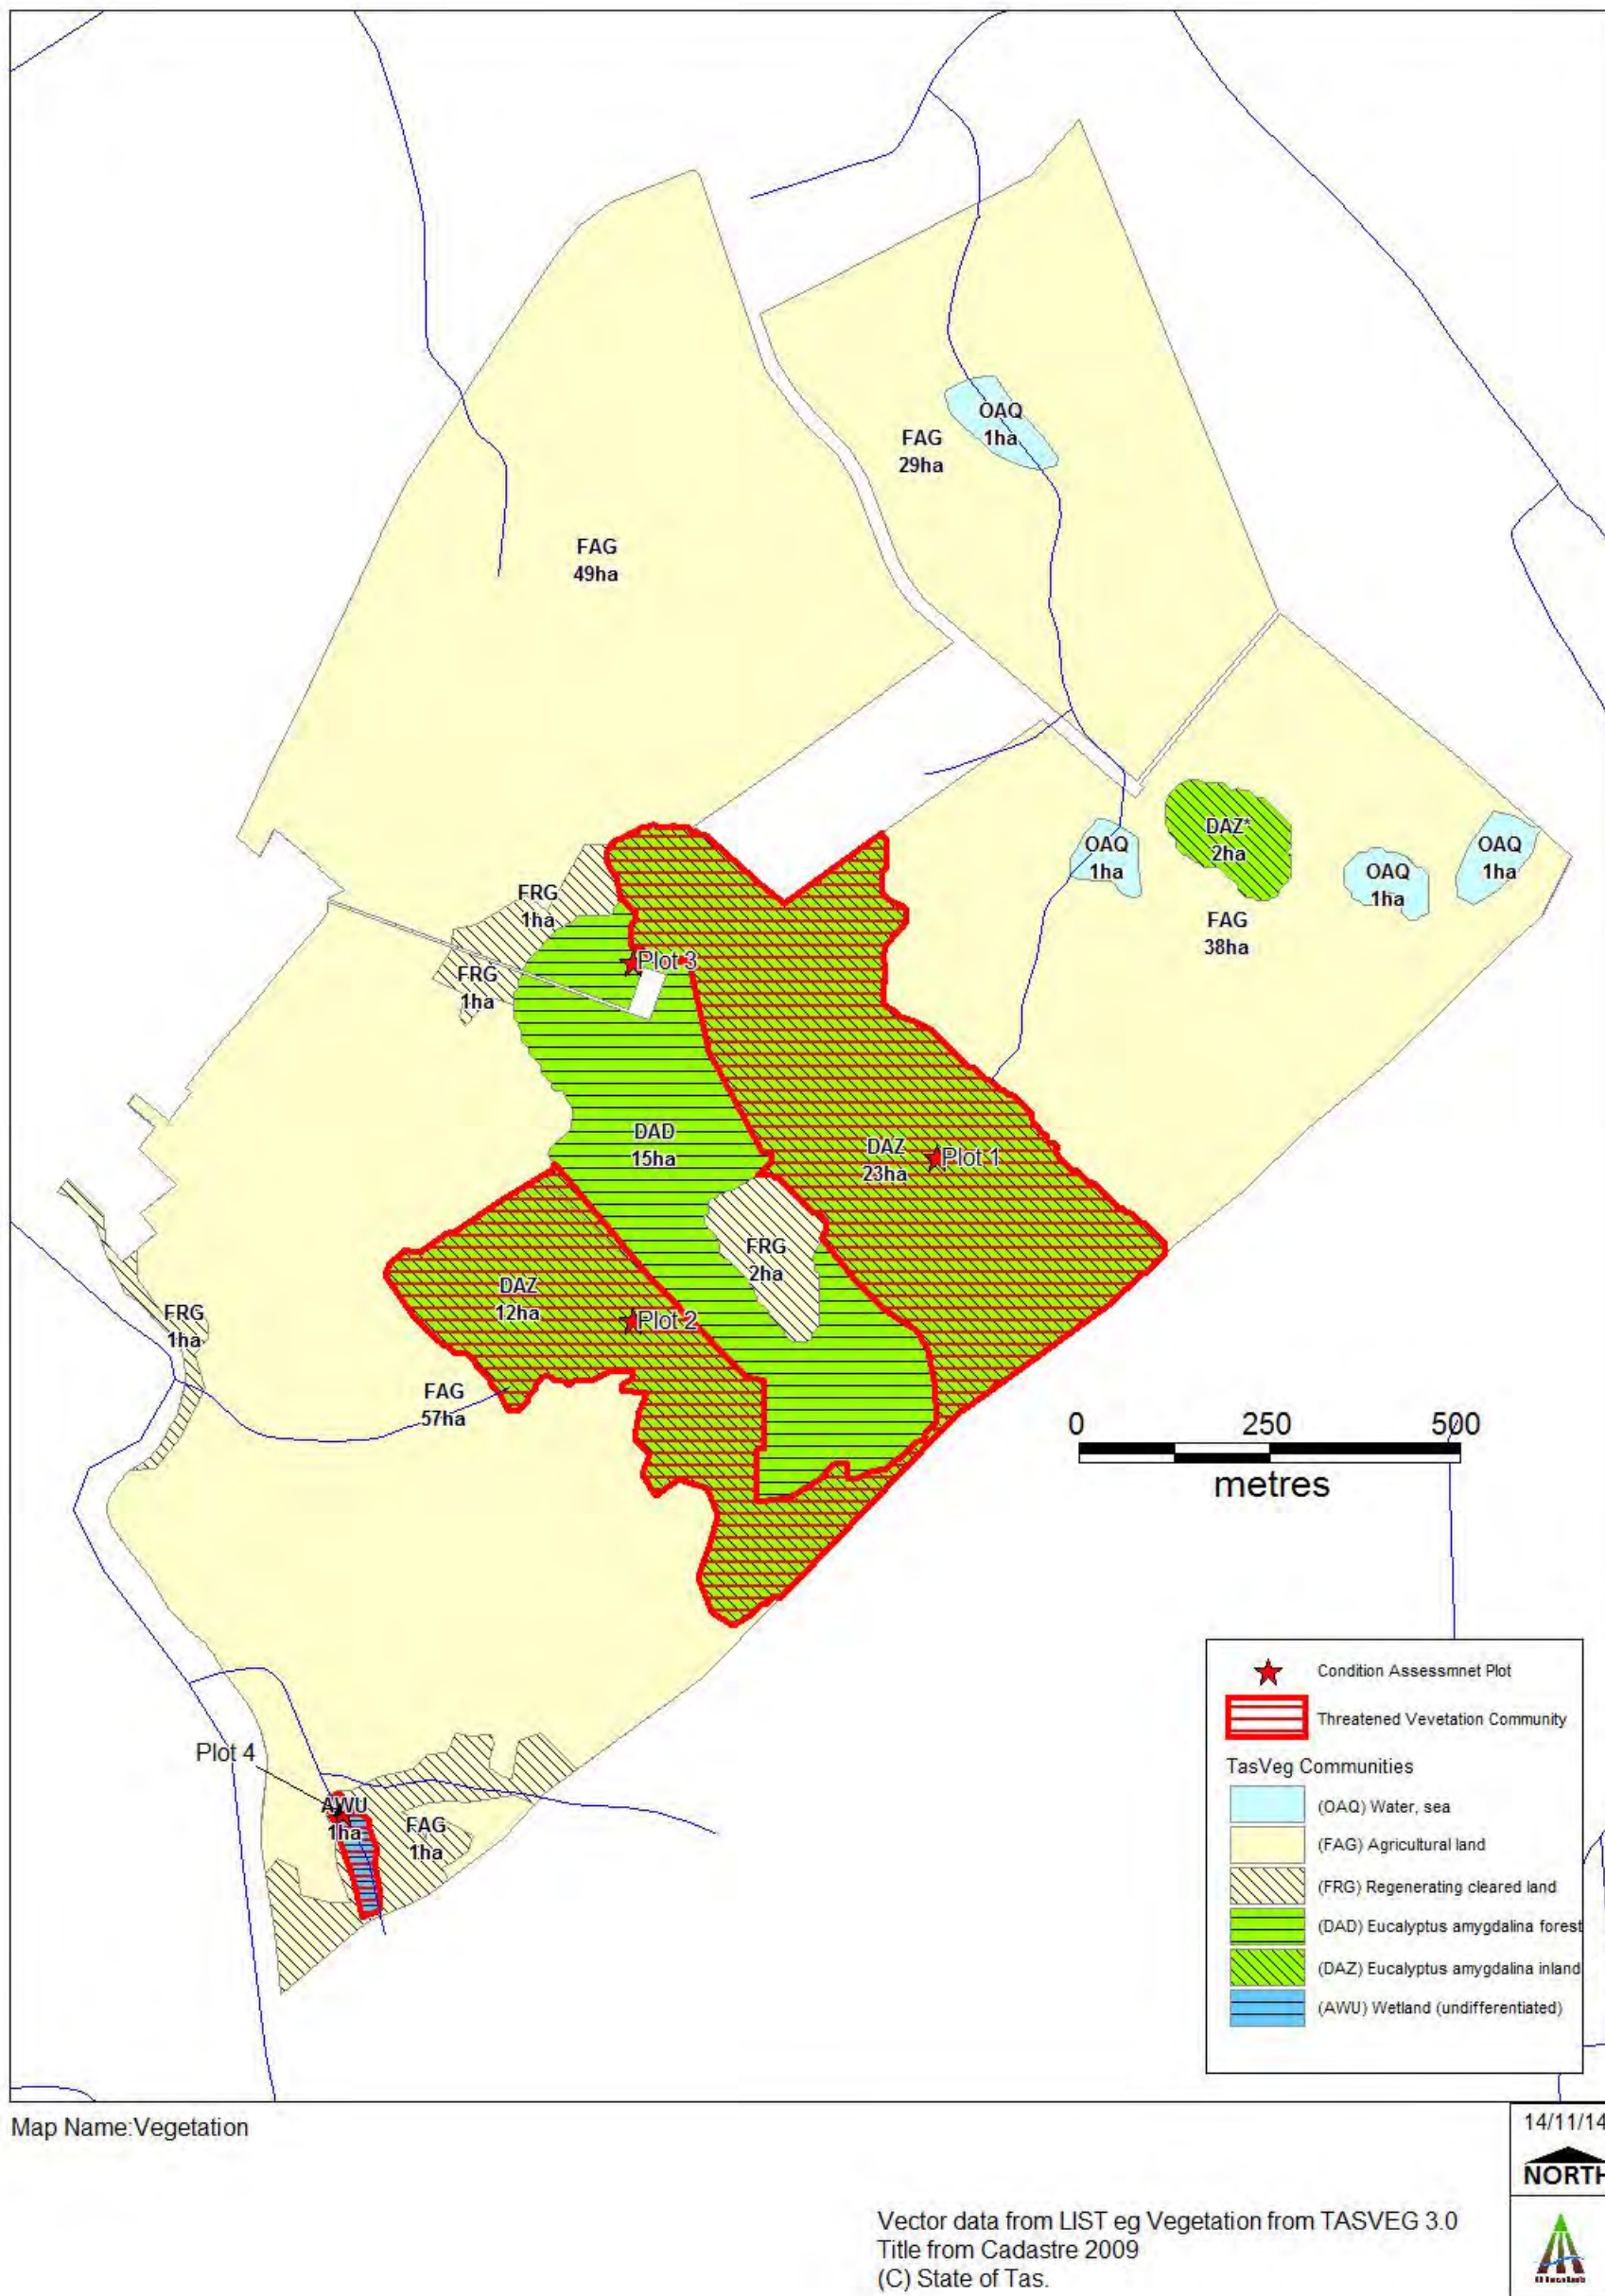 OAQ
1ha
FAG
29ha
FAG
49ha
OAQ
1ha
DAZ*
2ha
OAQ
1ha
OAQ
1ha
FAG
38ha
FRG
1ha
FRG
1ha
Plot 3
DAD
15ha
DAZ
23ha
Plot 1
FRG
2ha
DAZ
12ha
Plot 2
FRG
1ha
FAG
57ha
0 250 500
metres
Plot 4
AWU
1ha
FAG
1ha
Condition Assessmnet Plot
Threatened Vevetation Community
TasVeg Communities
(OAQ) Water, sea
(FAG) Agricultural land
(FRG) Regenerating cleared land
(DAD) Eucalyptus amygdalina forest
(DAZ) Eucalyptus amygdalina inland
(AWU) Wetland (undifferentiated)
Map Name:Vegetation
14/11/14
NORTH
Vector data from LIST eg Vegetation from TASVEG 3.0
Title from Cadastre 2009
(C) State of Tas.